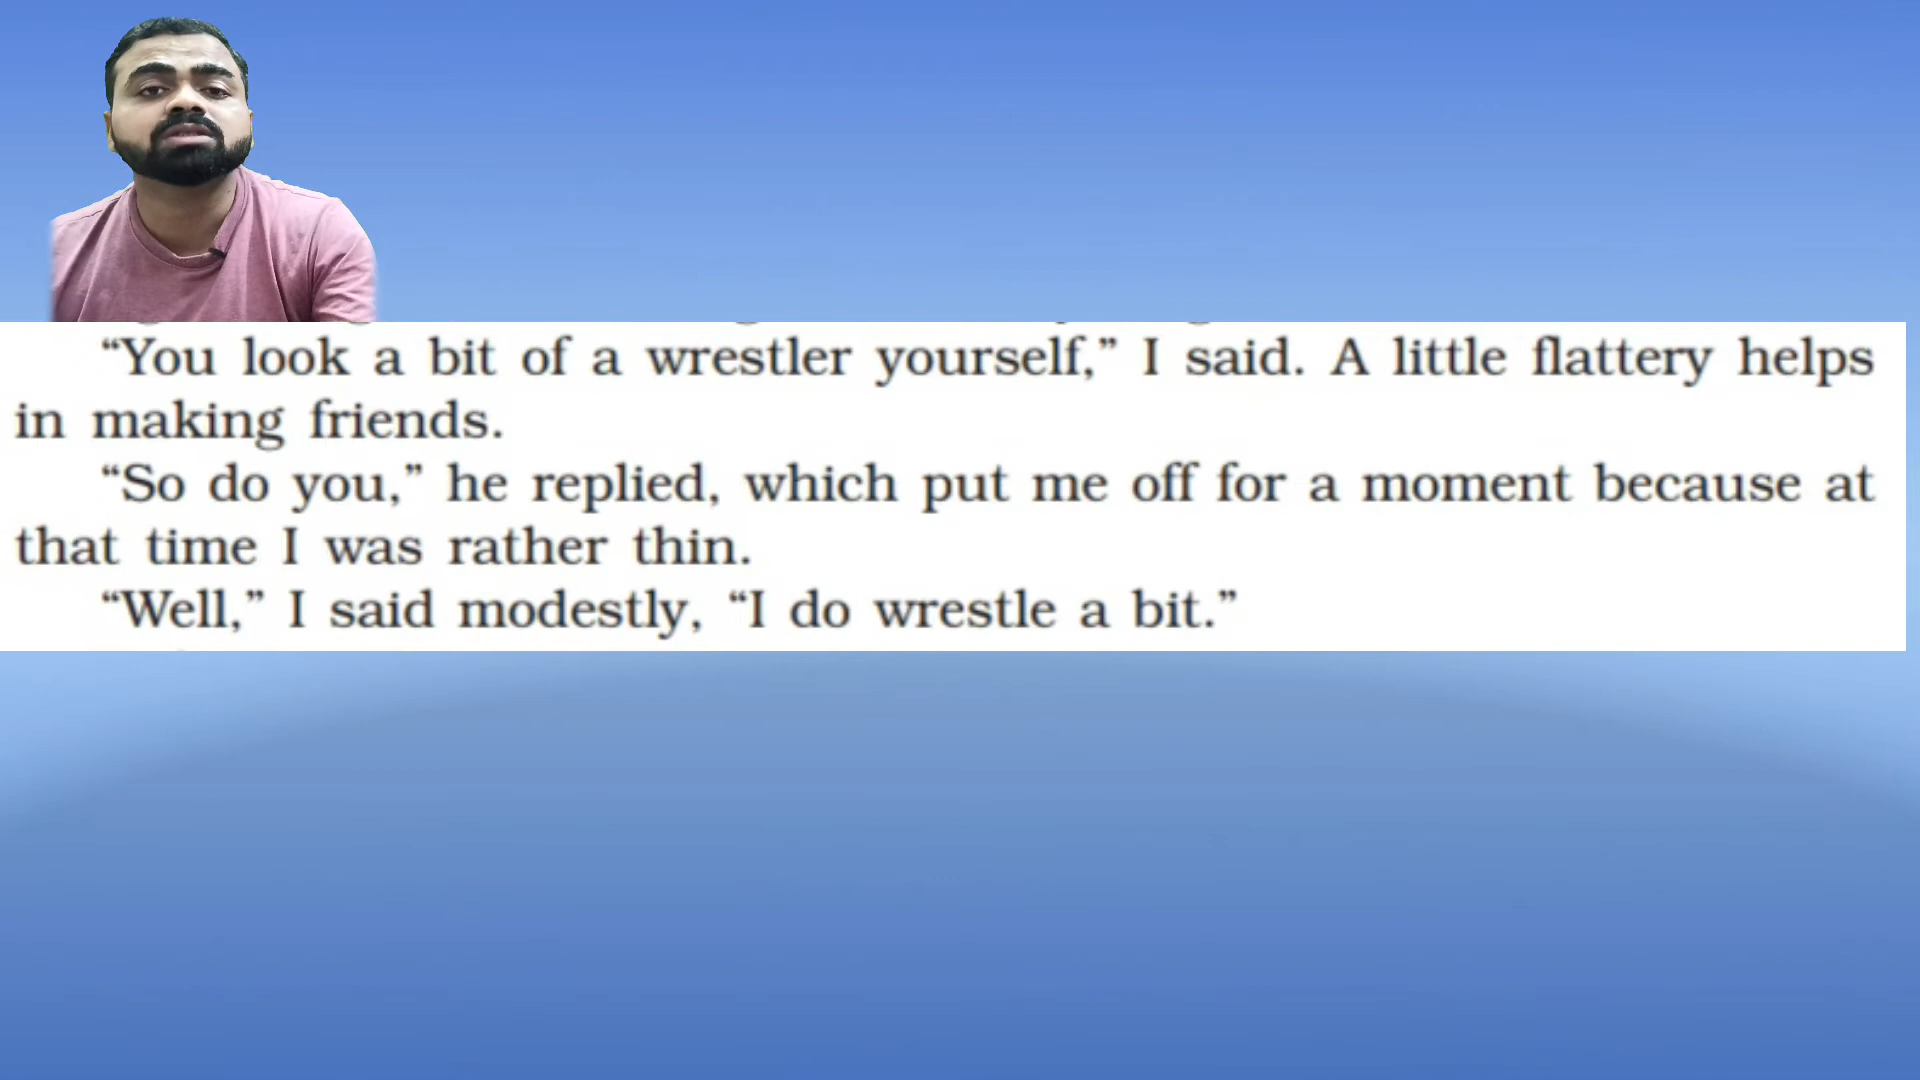 “You look a bit of a wrestler yourself,” I said. A little flattery helps
in making friends.
“So do you,” he replied, which put me off for a moment because at
that time I was rather thin.
“Well,” I said modestly, “I do wrestle a bit.”